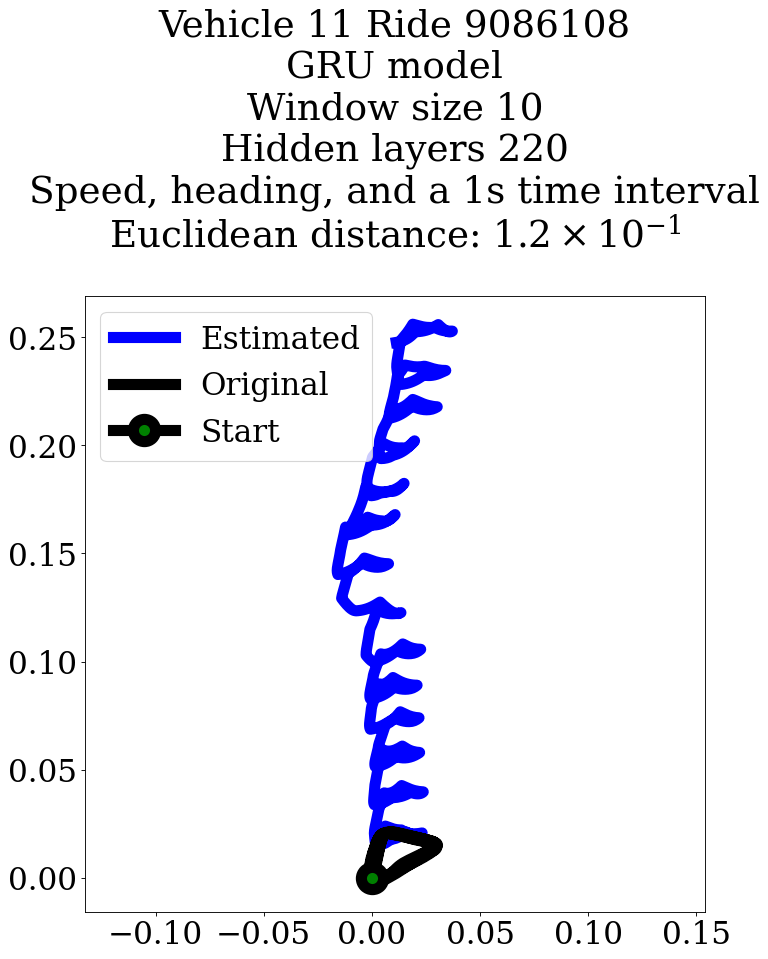 Vehicle 11 Ride 9086108
GRU model
Window size 10
Hidden layers 220
Speed, heading, and a 1s time interval
Euclidean distance: 1.2 × 10⁻¹
Estimated
Original
Start
0.25
0.20
0.15
0.10
0.05
0.00
−0.10 −0.05 0.00 0.05 0.10 0.15